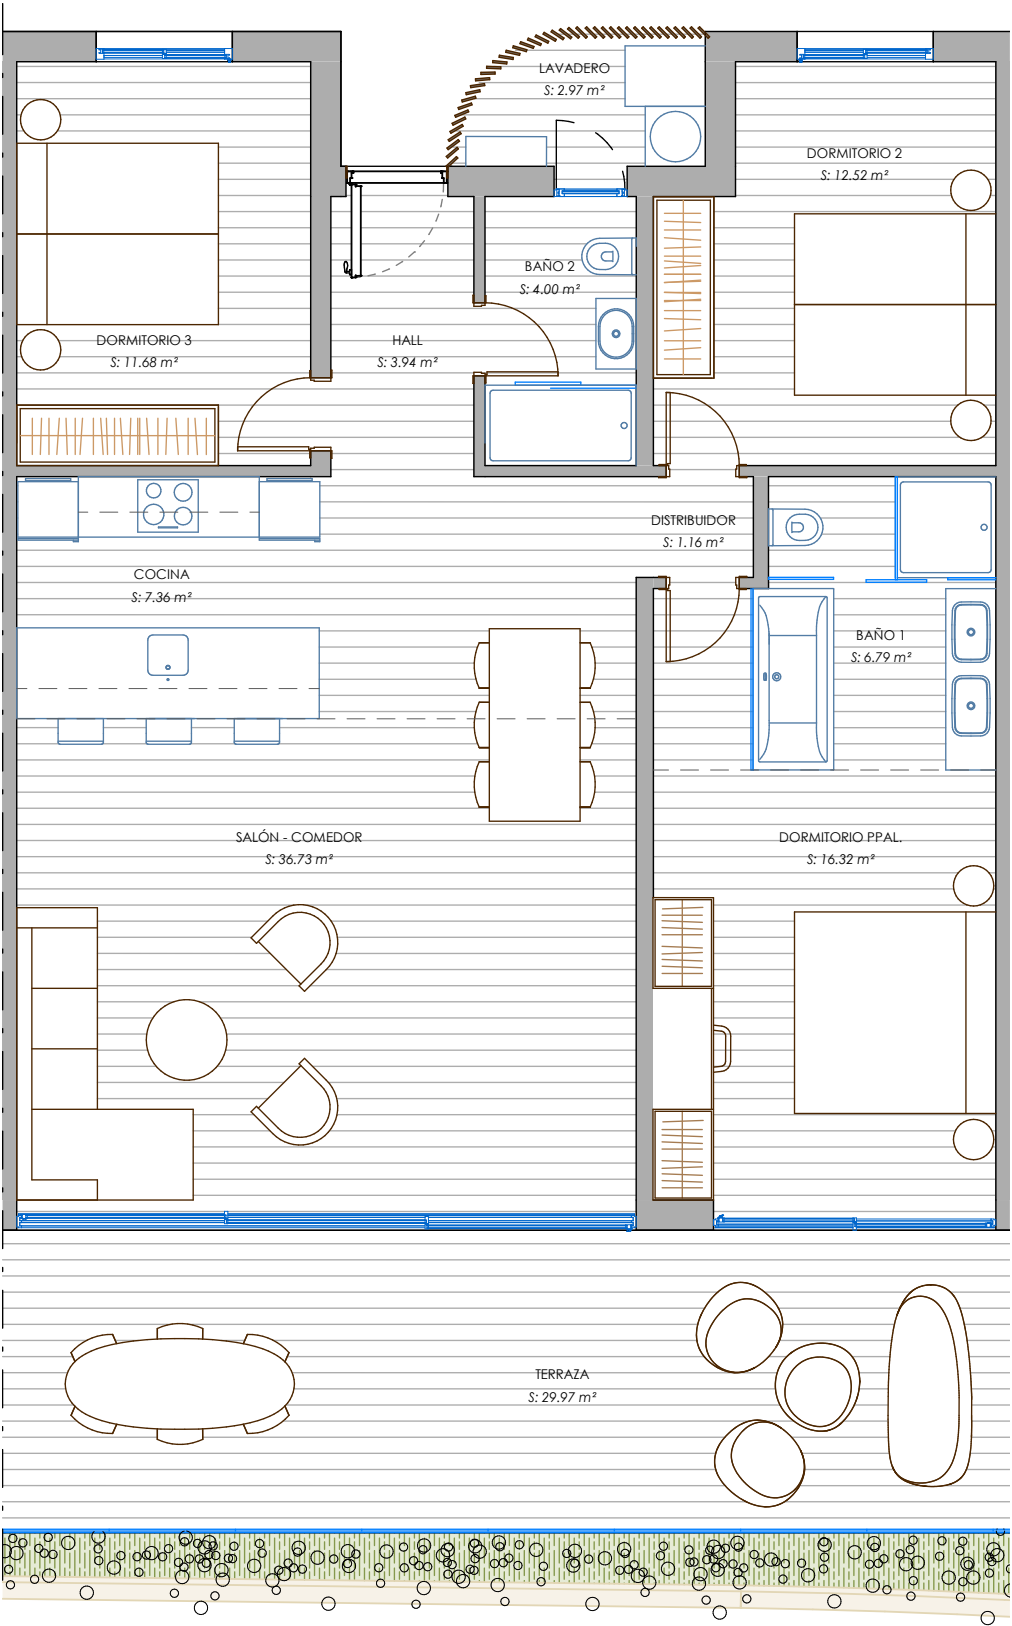 LAVADERO
S: 2.97 m²
DORMITORIO 2
S: 12.52 m²
BAÑO 2
S: 4.00 m²
DORMITORIO 3
S: 11.68 m²
HALL
S: 3.94 m²
DISTRIBUIDOR
S: 1.16 m²
COCINA
S: 7.36 m²
BAÑO 1
S: 6.79 m²
SALÓN - COMEDOR
S: 36.73 m²
DORMITORIO PPAL.
S: 16.32 m²
TERRAZA
S: 29.97 m²